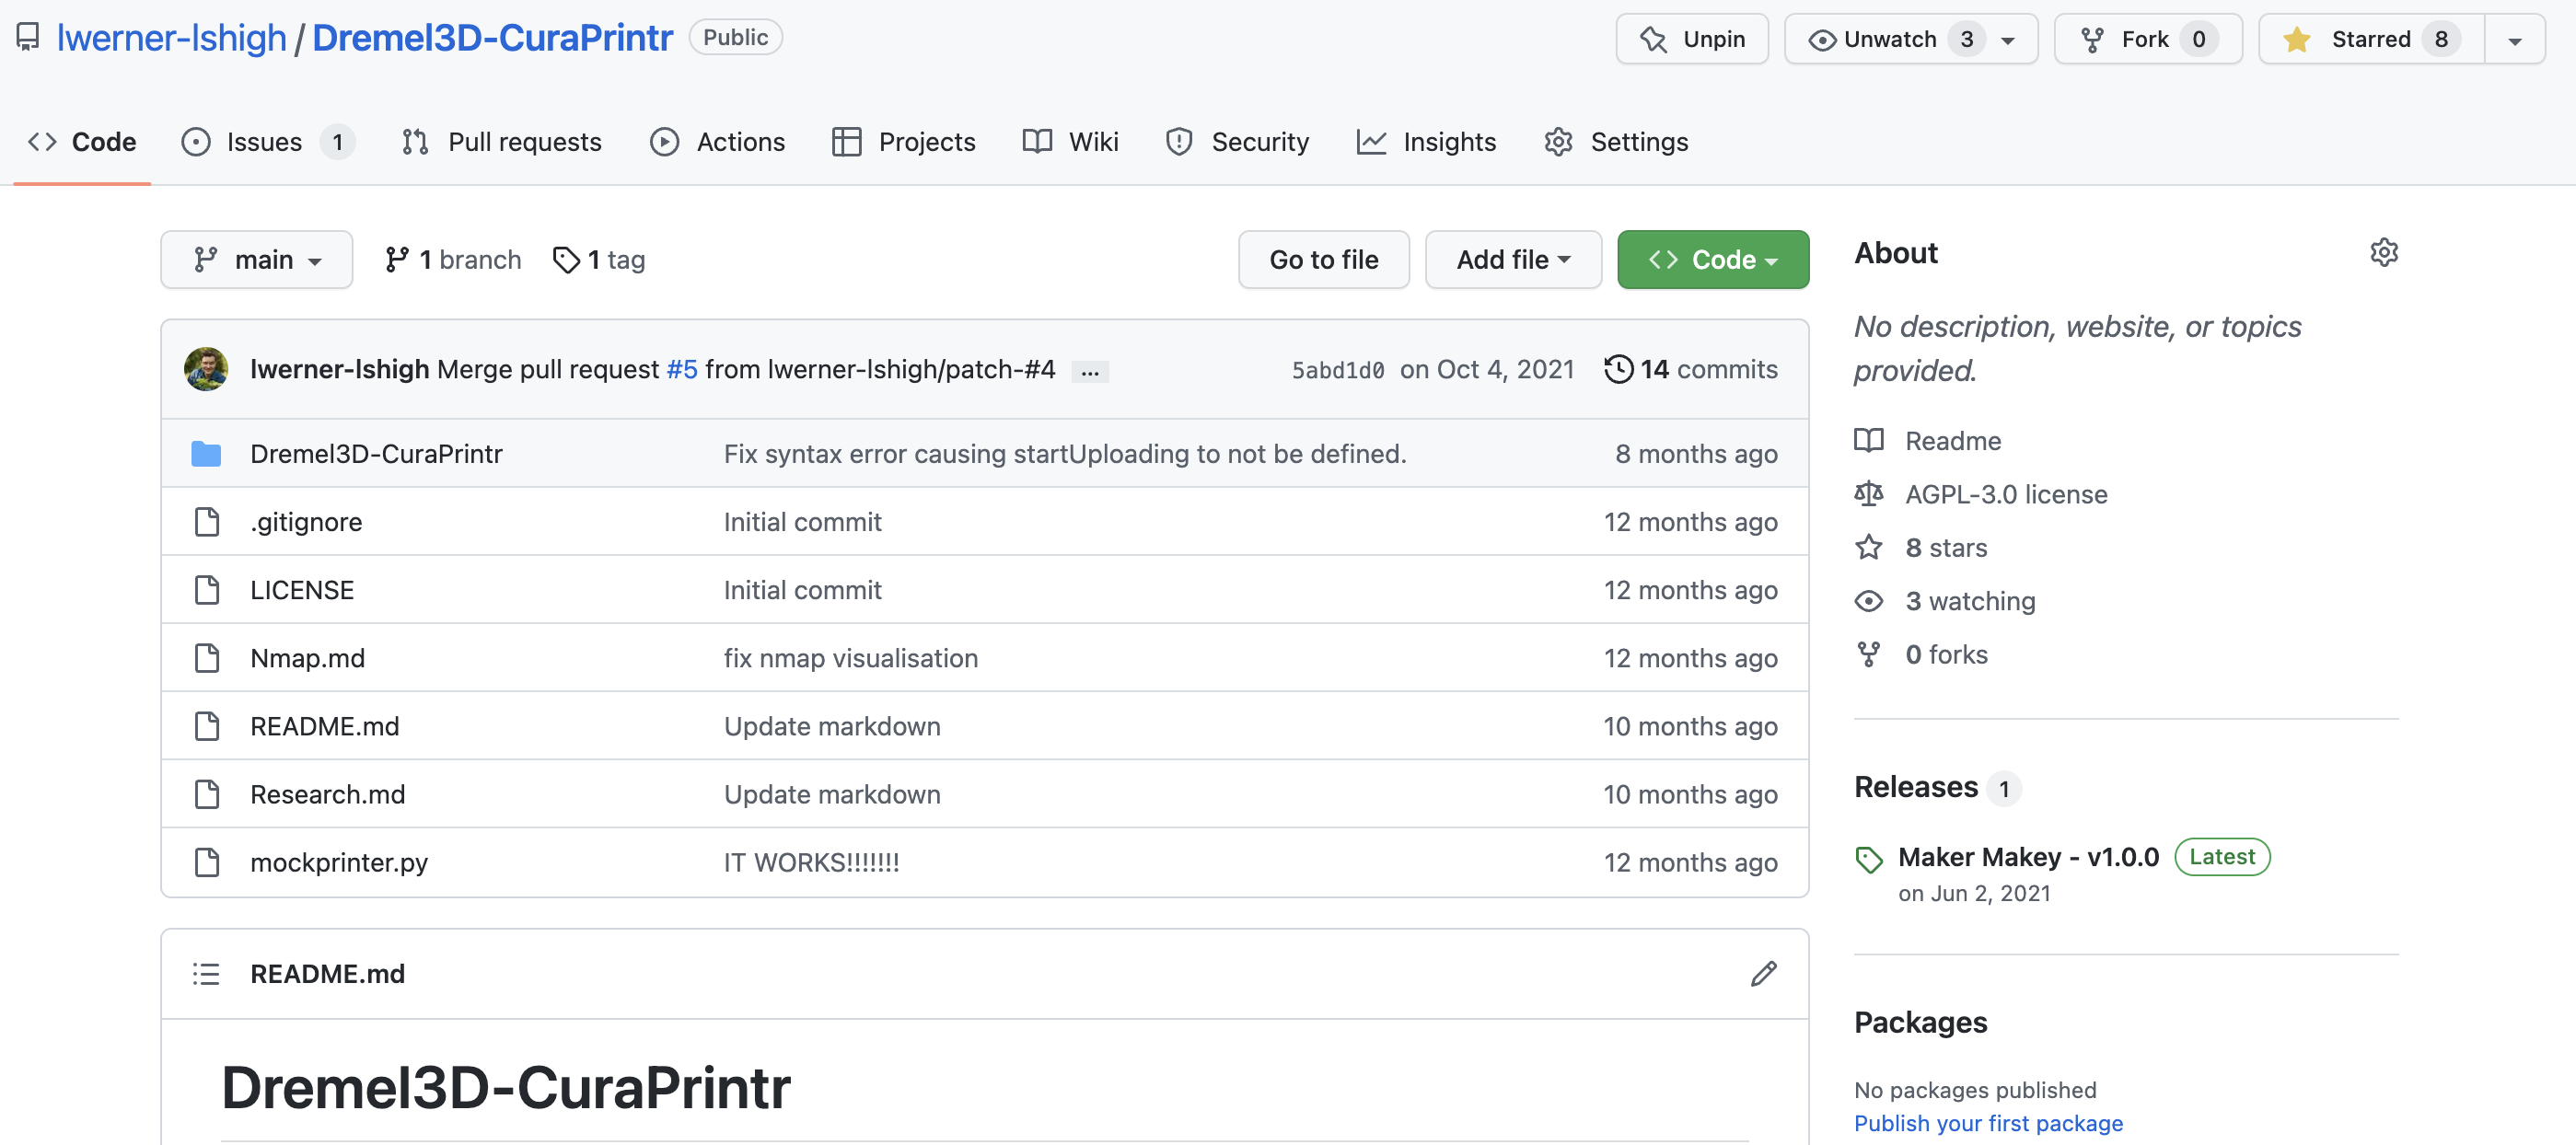 lwerner-lshigh / Dremel3D-CuraPrintr Public Unpin Unwatch 3 Fork 0 Starred 8
Code Issues 1 Pull requests Actions Projects Wiki Security Insights Settings
main 1 branch 1 tag Go to file Add file Code
lwerner-lshigh Merge pull request #5 from lwerner-lshigh/patch-#4 ... 5abd1d0 on Oct 4, 2021 14 commits
Dremel3D-CuraPrintr Fix syntax error causing startUploading to not be defined. 8 months ago
.gitignore Initial commit 12 months ago
LICENSE Initial commit 12 months ago
Nmap.md fix nmap visualisation 12 months ago
README.md Update markdown 10 months ago
Research.md Update markdown 10 months ago
mockprinter.py IT WORKS!!!!!!! 12 months ago
README.md
Dremel3D-CuraPrintr
About
No description, website, or topics
provided.
Readme
AGPL-3.0 license
8 stars
3 watching
0 forks
Releases 1
Maker Makey - v1.0.0 Latest
on Jun 2, 2021
Packages
No packages published
Publish your first package